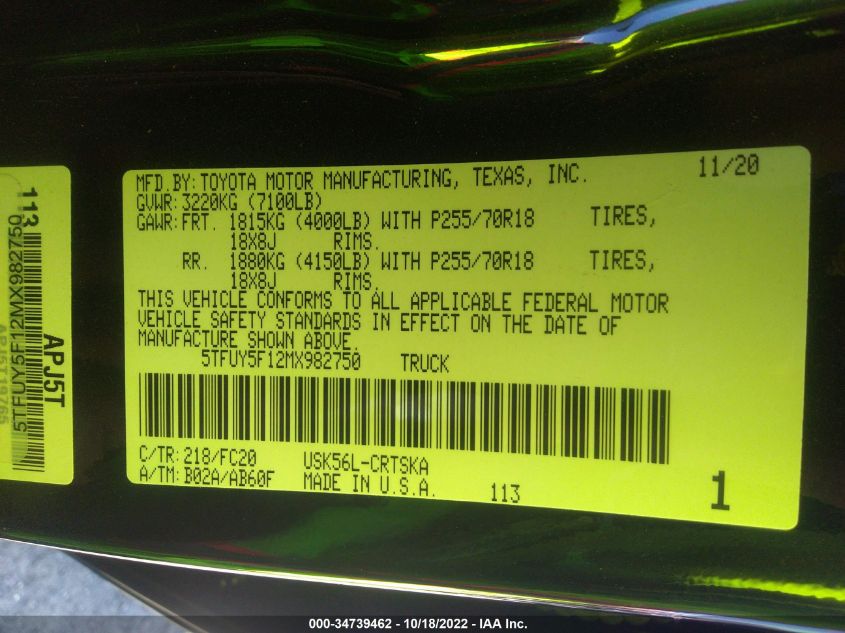 MFD.BY: TOYOTA MOTOR MANUFACTURING, TEXAS, INC. 11/20
GVWR: 3220KG (7100LB)
GAWR: FRT. 1815KG (4000LB) WITH P255/70R18 TIRES,
18X8J RIMS.
RR. 1880KG (4150LB) WITH P255/70R18 TIRES,
18X8J RIMS.
THIS VEHICLE CONFORMS TO ALL APPLICABLE FEDERAL MOTOR
VEHICLE SAFETY STANDARDS IN EFFECT ON THE DATE OF
MANUFACTURE SHOWN ABOVE.
5TFUY5F12MX982750 TRUCK
C/TR: 218/FC20 USK56L-CRTSKA
A/TM: B02A/AB60F MADE IN U.S.A. 113 1
113
5TFUY5F12MX982750
APJ5T
APJ5T19765
000-34739462 - 10/18/2022 - IAA Inc.